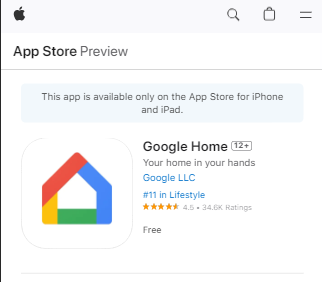 App Store Preview
This app is available only on the App Store for iPhone
and iPad.
Google Home 12+
Your home in your hands
Google LLC
#11 in Lifestyle
4.5 • 34.6K Ratings
Free